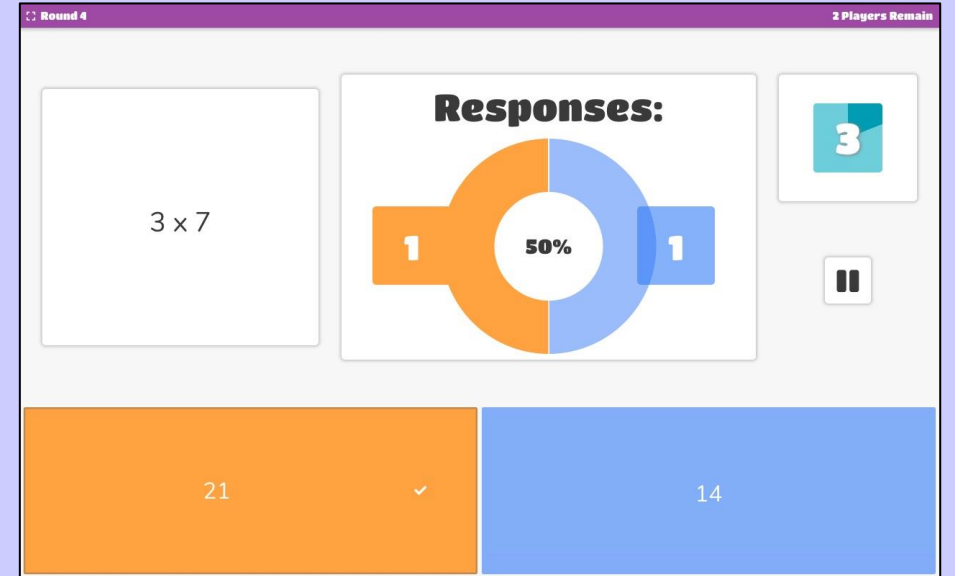 Round 4
2 Players Remain
3 x 7
Responses:
1
50%
1
3
21
14